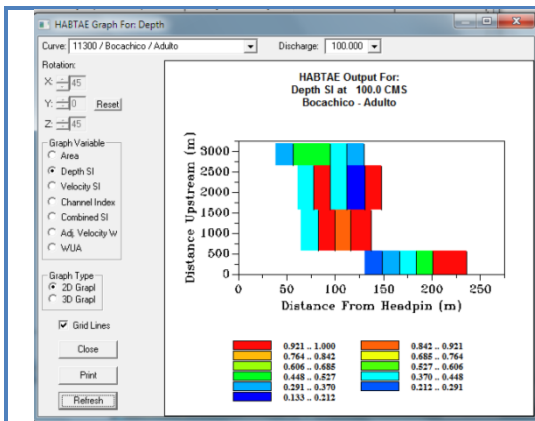 HABTAE Graph For: Depth
Curve: 11300 / Bocachico / Adulto Discharge: 100.000
Rotation:
X: 45
Y: 0 Reset
Z: 45
Graph Variable
Area
Depth SI
Velocity SI
Channel Index
Combined SI
Adj. Velocity W
WUA
Graph Type
2D Grapl
3D Grapl
Grid Lines
Close
Print
Refresh
HABTAE Output For:
Depth SI at 100.0 CMS
Bocachico - Adulto
Distance Upstream (m)
3000
2500
2000
1500
1000
500
0
0 50 100 150 200 250
Distance From Headpin (m)
0.921 .. 1.000 0.842 .. 0.921
0.764 .. 0.842 0.685 .. 0.764
0.606 .. 0.685 0.527 .. 0.606
0.448 .. 0.527 0.370 .. 0.448
0.291 .. 0.370 0.212 .. 0.291
0.133 .. 0.212